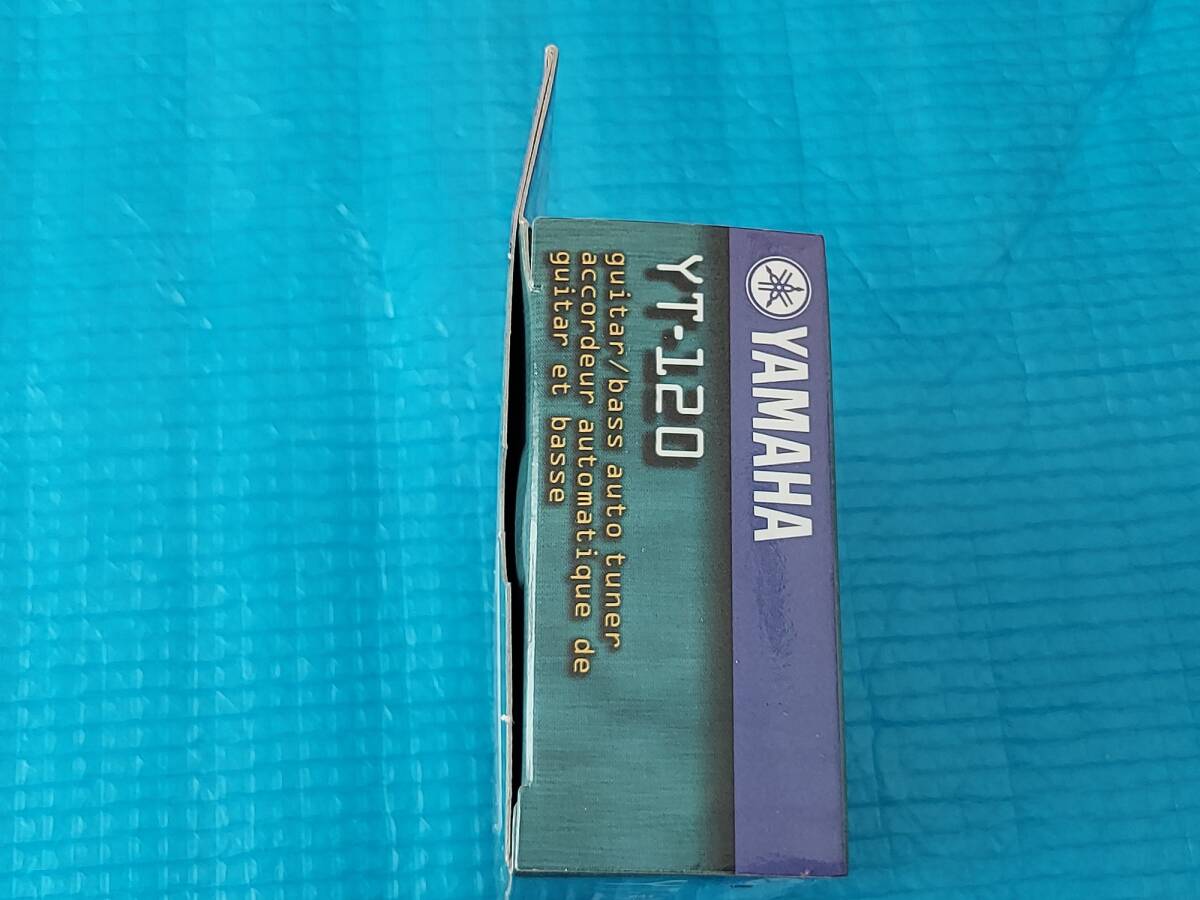 YAMAHA
YT-120
guitar/bass auto tuner
accordeur automatique de
guitar et basse